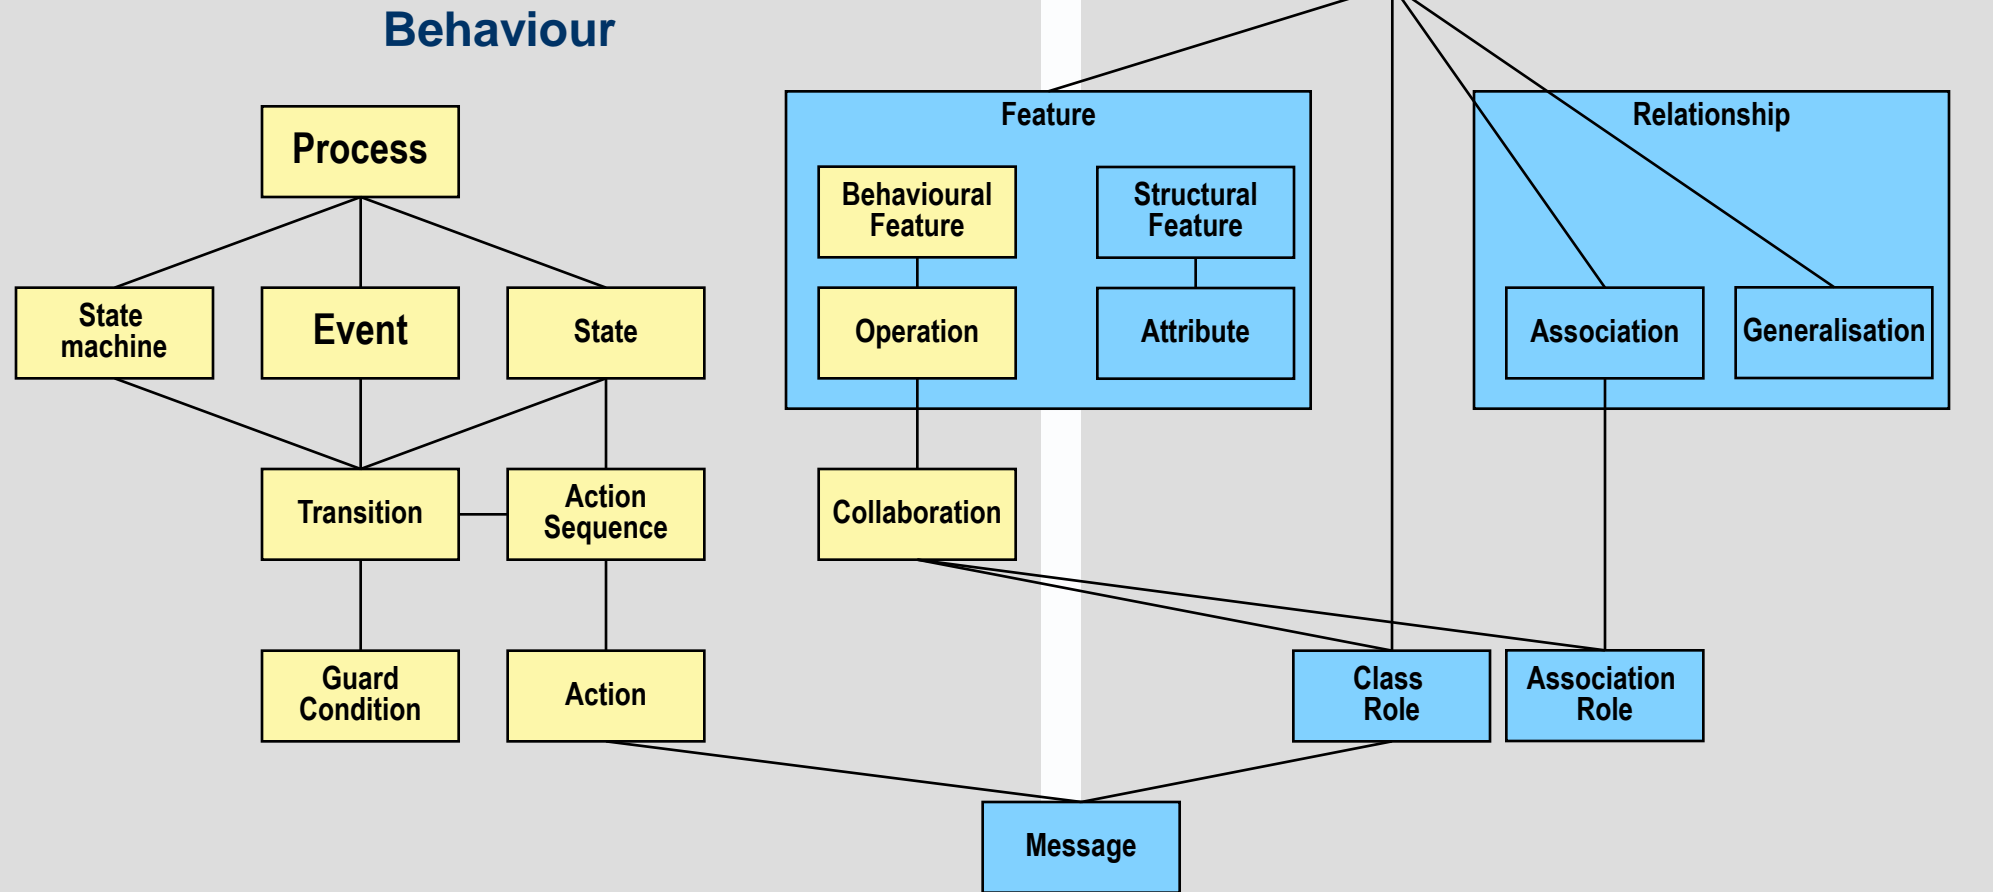 Behaviour
Feature
Relationship
Process
Behavioural
Feature
Structural
Feature
State
machine
Event
State
Operation
Attribute
Association
Generalisation
Transition
Action
Sequence
Collaboration
Guard
Condition
Action
Class
Role
Association
Role
Message